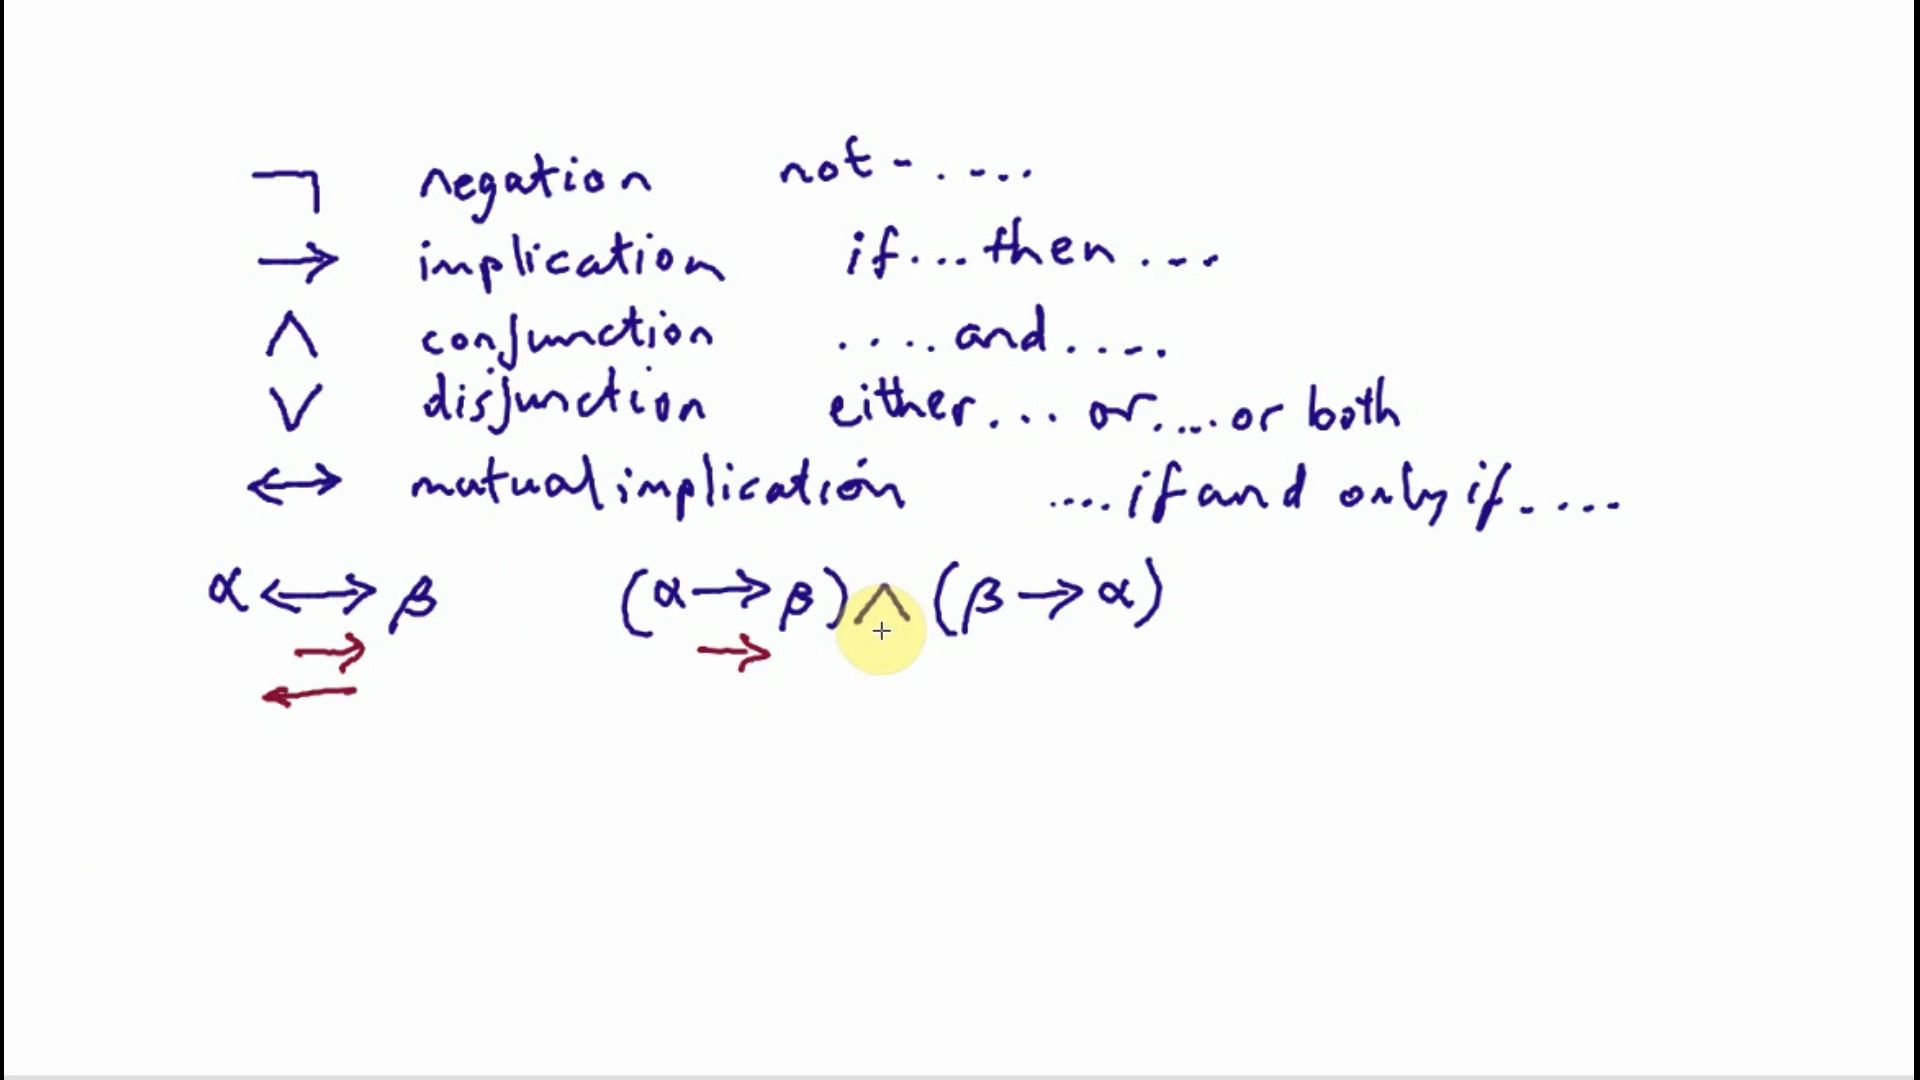 ¬ negation not - . - . .
→ implication if ... then ...
∧ conjunction .... and ....
∨ disjunction either ... or .... or both
↔ mutual implication .... if and only if ....
α ↔ β (α → β) ∧ (β → α)
→ →
←